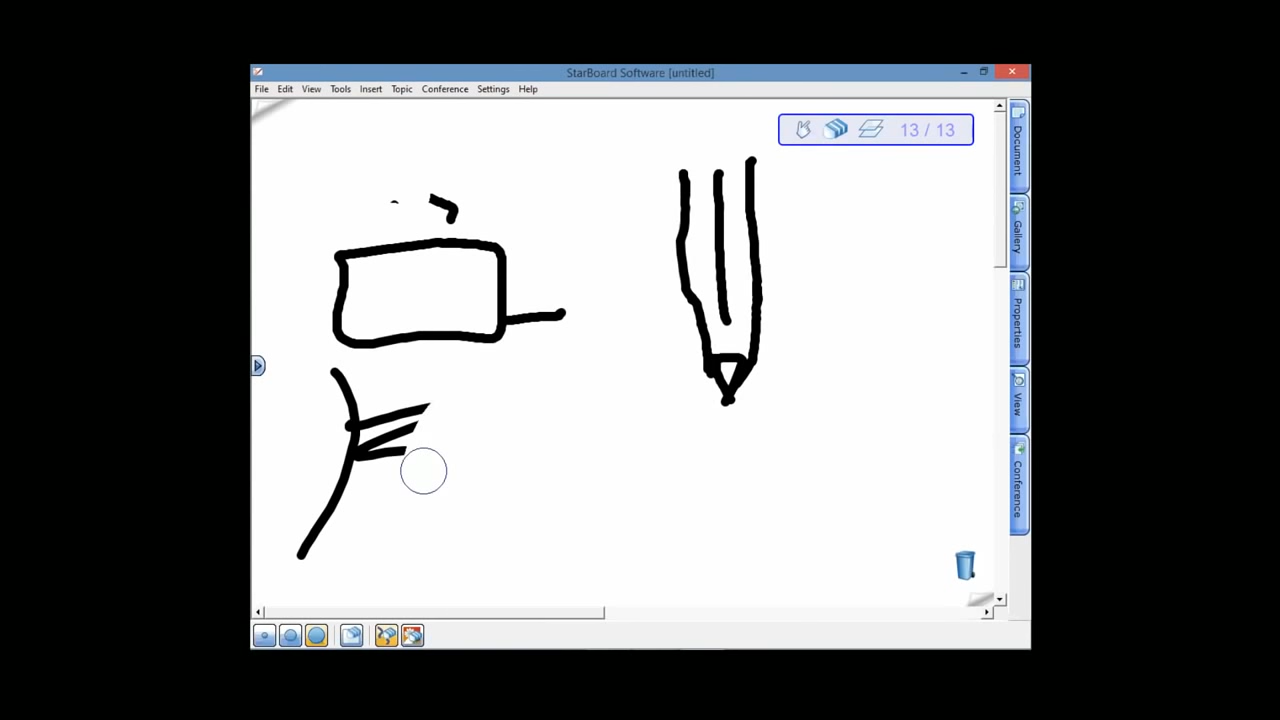 StarBoard Software [untitled]
File Edit View Tools Insert Topic Conference Settings Help
13 / 13
Document
Gallery
Properties
View
Conference